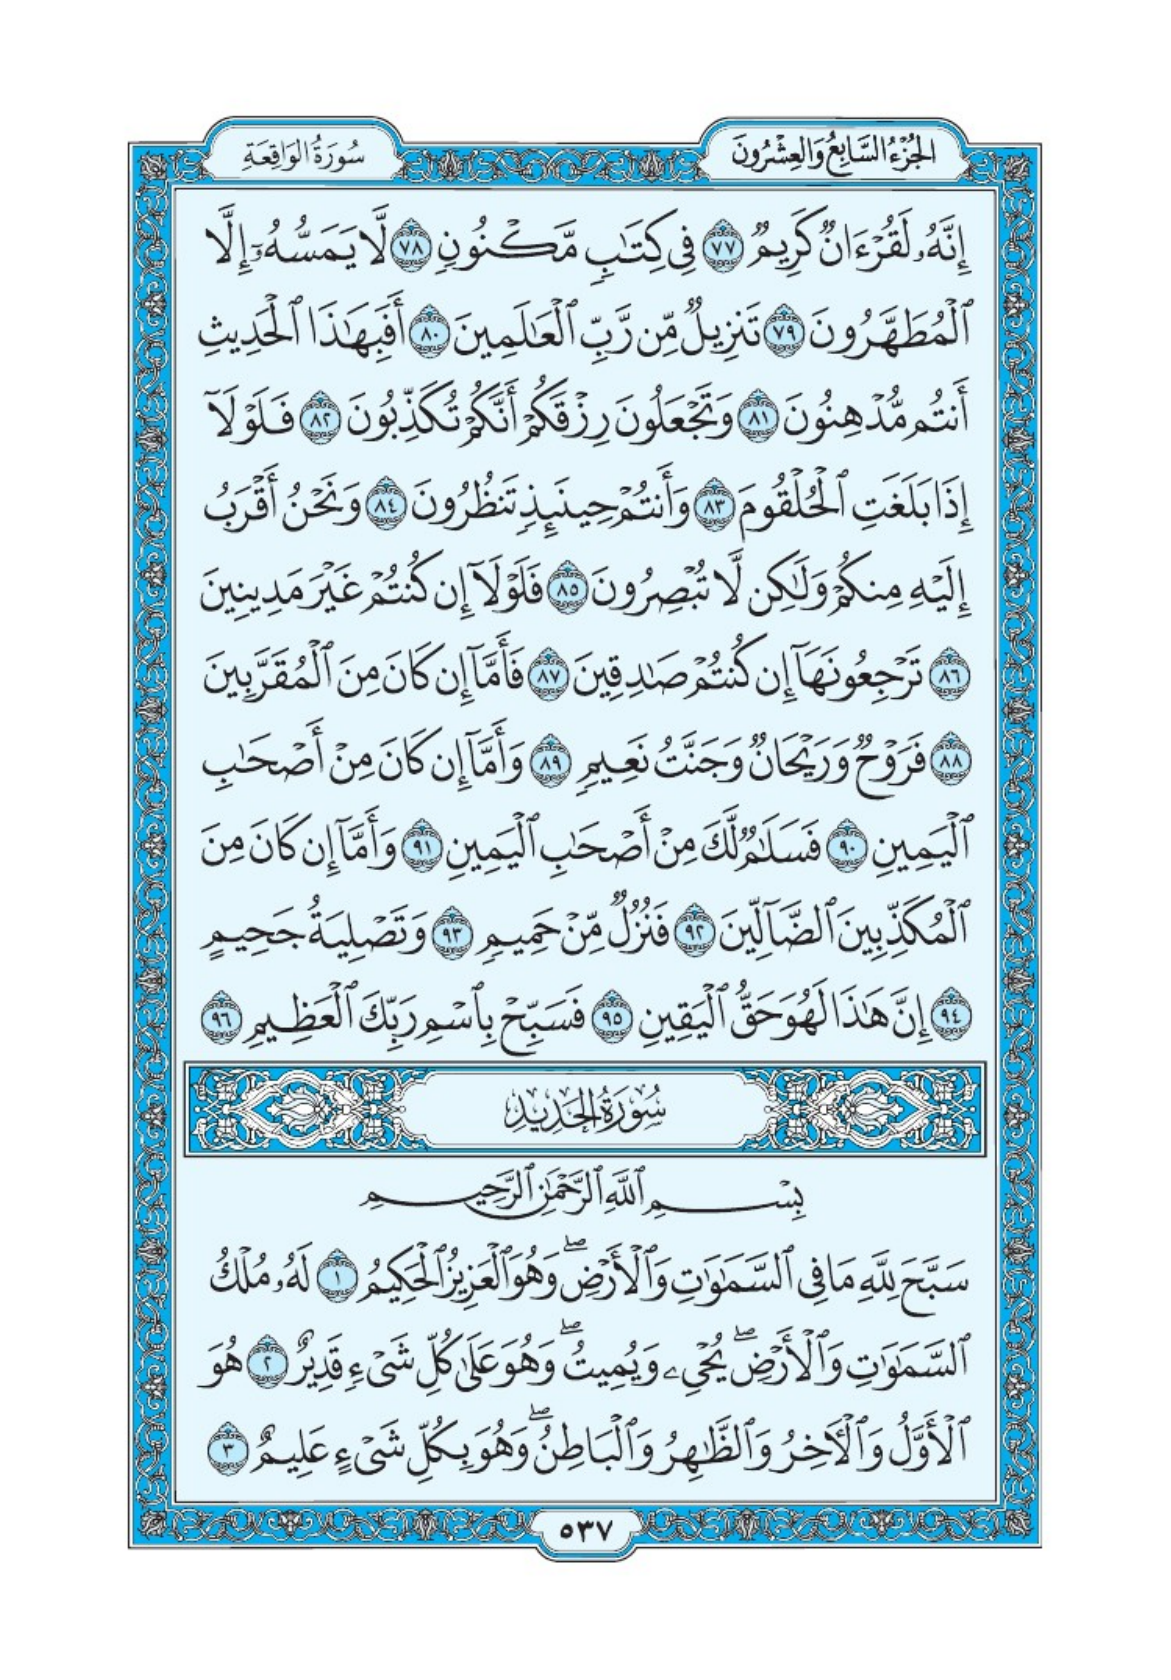 الجُزْءُ السَّابِعُ وَالعِشْرُونَ
سُورَةُ الوَاقِعَةِ
إِنَّهُۥ لَقُرْءَانٌ كَرِيمٌ ٧٧ فِى كِتَٰبٍ مَّكْنُونٍ ٧٨ لَّا يَمَسُّهُۥٓ إِلَّا
ٱلْمُطَهَّرُونَ ٧٩ تَنزِيلٌ مِّن رَّبِّ ٱلْعَٰلَمِينَ ٨٠ أَفَبِهَٰذَا ٱلْحَدِيثِ
أَنتُم مُّدْهِنُونَ ٨١ وَتَجْعَلُونَ رِزْقَكُمْ أَنَّكُمْ تُكَذِّبُونَ ٨٢ فَلَوْلَآ
إِذَا بَلَغَتِ ٱلْحُلْقُومَ ٨٣ وَأَنتُمْ حِينَئِذٍ تَنظُرُونَ ٨٤ وَنَحْنُ أَقْرَبُ
إِلَيْهِ مِنكُمْ وَلَٰكِن لَّا تُبْصِرُونَ ٨٥ فَلَوْلَآ إِن كُنتُمْ غَيْرَ مَدِينِينَ
٨٦ تَرْجِعُونَهَآ إِن كُنتُمْ صَٰدِقِينَ ٨٧ فَأَمَّآ إِن كَانَ مِنَ ٱلْمُقَرَّبِينَ
٨٨ فَرَوْحٌ وَرَيْحَانٌ وَجَنَّتُ نَعِيمٍ ٨٩ وَأَمَّآ إِن كَانَ مِنْ أَصْحَٰبِ
ٱلْيَمِينِ ٩٠ فَسَلَٰمٌ لَّكَ مِنْ أَصْحَٰبِ ٱلْيَمِينِ ٩١ وَأَمَّآ إِن كَانَ مِنَ
ٱلْمُكَذِّبِينَ ٱلضَّآلِّينَ ٩٢ فَنُزُلٌ مِّنْ حَمِيمٍ ٩٣ وَتَصْلِيَةُ جَحِيمٍ
٩٤ إِنَّ هَٰذَا لَهُوَ حَقُّ ٱلْيَقِينِ ٩٥ فَسَبِّحْ بِٱسْمِ رَبِّكَ ٱلْعَظِيمِ ٩٦
سُورَةُ الحَدِيدِ
بِسْمِ ٱللَّهِ ٱلرَّحْمَٰنِ ٱلرَّحِيمِ
سَبَّحَ لِلَّهِ مَا فِى ٱلسَّمَٰوَٰتِ وَٱلْأَرْضِۖ وَهُوَ ٱلْعَزِيزُ ٱلْحَكِيمُ ١ لَهُۥ مُلْكُ
ٱلسَّمَٰوَٰتِ وَٱلْأَرْضِۖ يُحْىِۦ وَيُمِيتُۖ وَهُوَ عَلَىٰ كُلِّ شَىْءٍ قَدِيرٌ ٢ هُوَ
ٱلْأَوَّلُ وَٱلْءَاخِرُ وَٱلظَّٰهِرُ وَٱلْبَاطِنُۖ وَهُوَ بِكُلِّ شَىْءٍ عَلِيمٌ ٣
٥٣٧